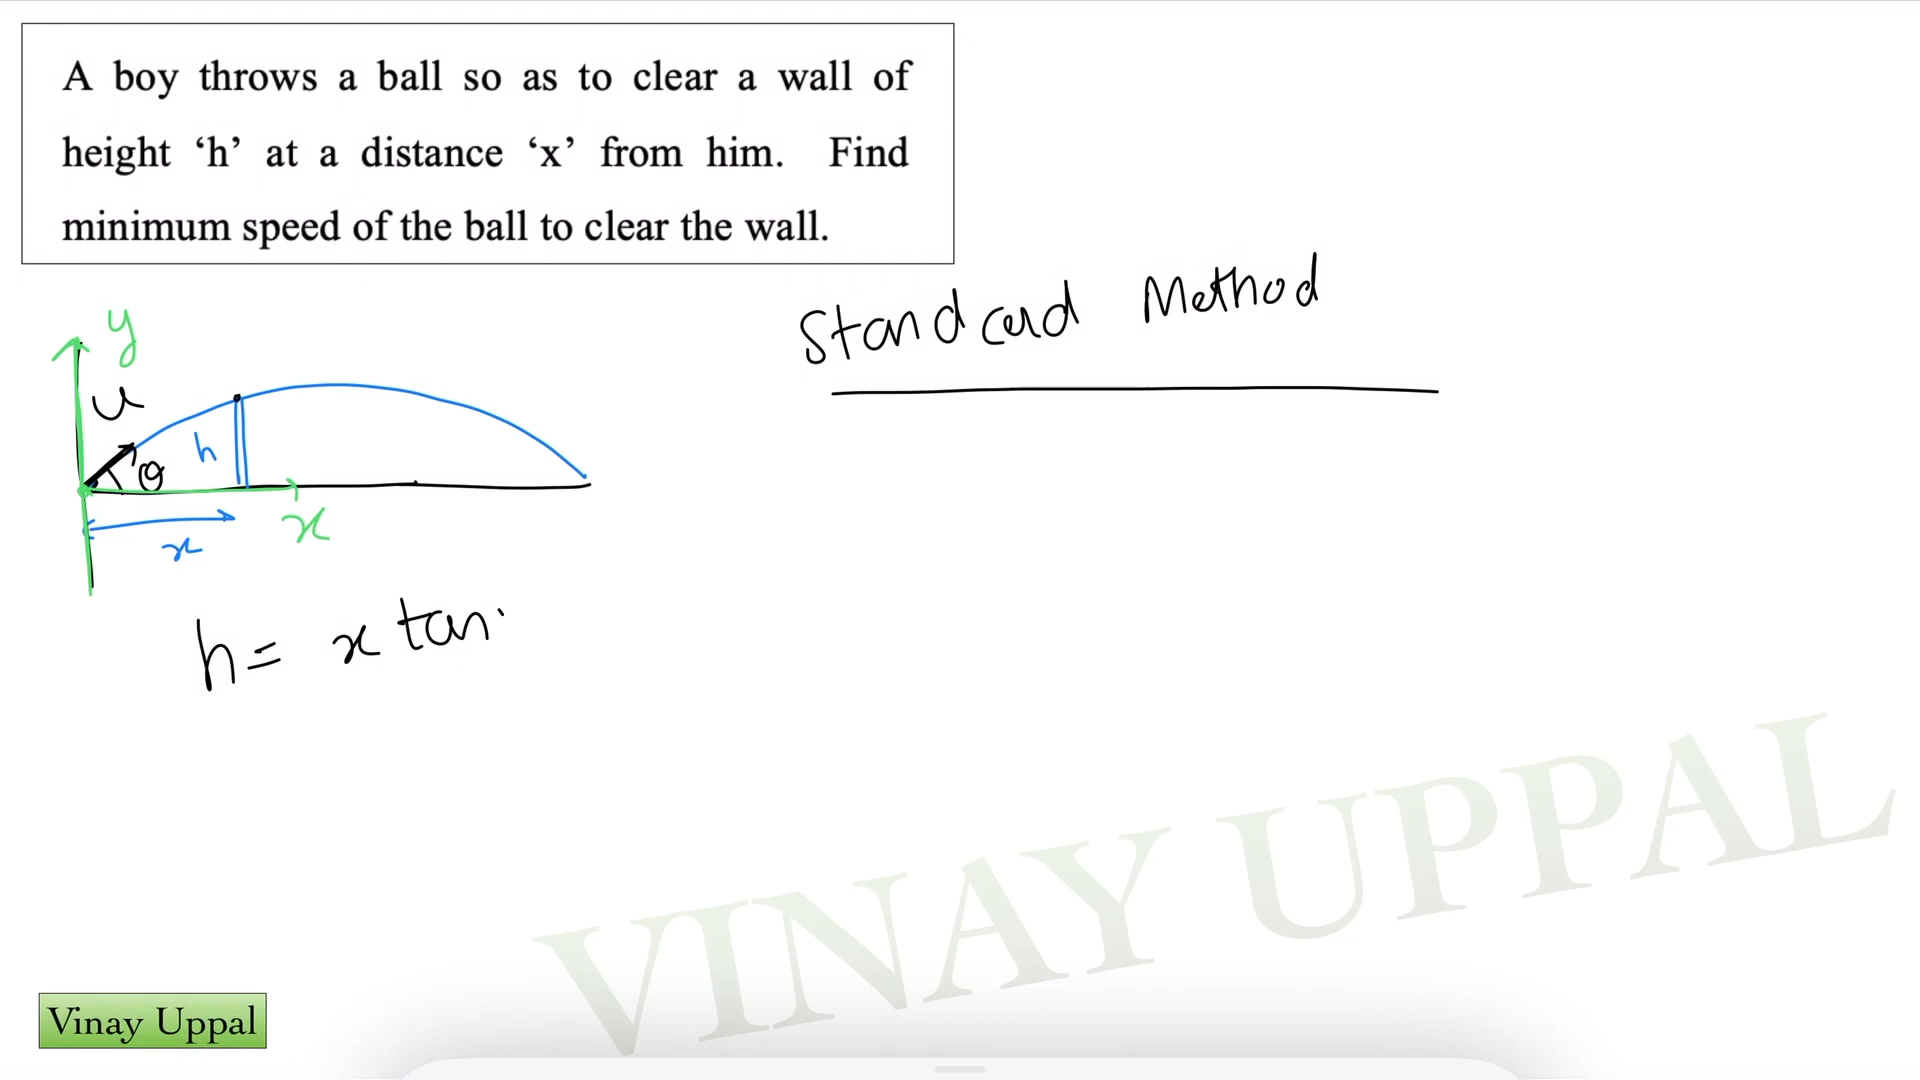 A boy throws a ball so as to clear a wall of
height ‘h’ at a distance ‘x’ from him. Find
minimum speed of the ball to clear the wall.
Standard Method
y
u
h
θ
x
x
h = x tan
VINAY UPPAL
Vinay Uppal